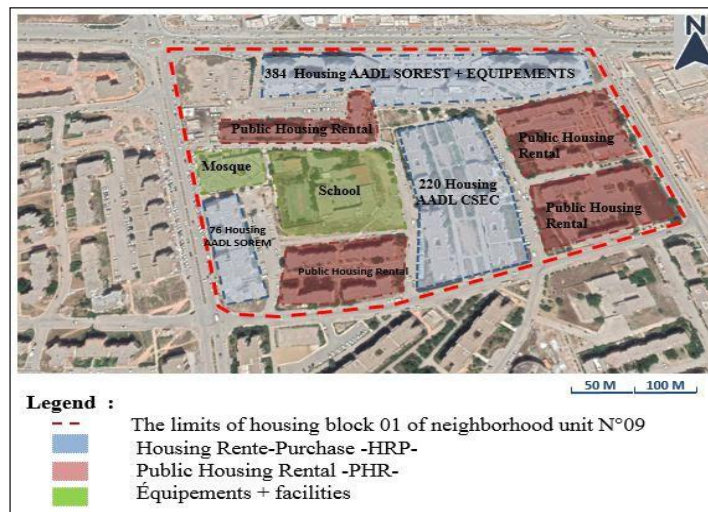 N
384 Housing AADL SOREST + EQUIPEMENTS
Public Housing Rental
Public Housing
Rental
Mosque
School
220 Housing
AADL CSEC
Public Housing
Rental
76 Housing
AADL SOREM
Public Housing Rental
50 M 100 M
Legend :
The limits of housing block 01 of neighborhood unit N°09
Housing Rente-Purchase -HRP-
Public Housing Rental -PHR-
Équipements + facilities